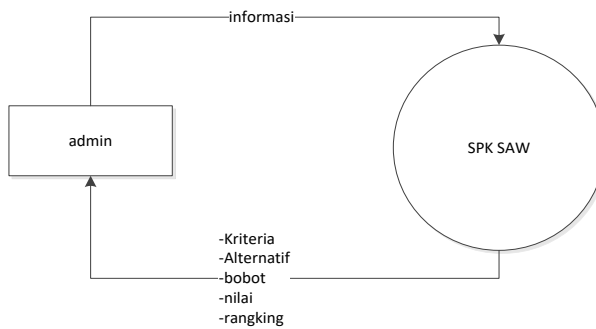 informasi
admin
SPK SAW
-Kriteria
-Alternatif
-bobot
-nilai
-rangking